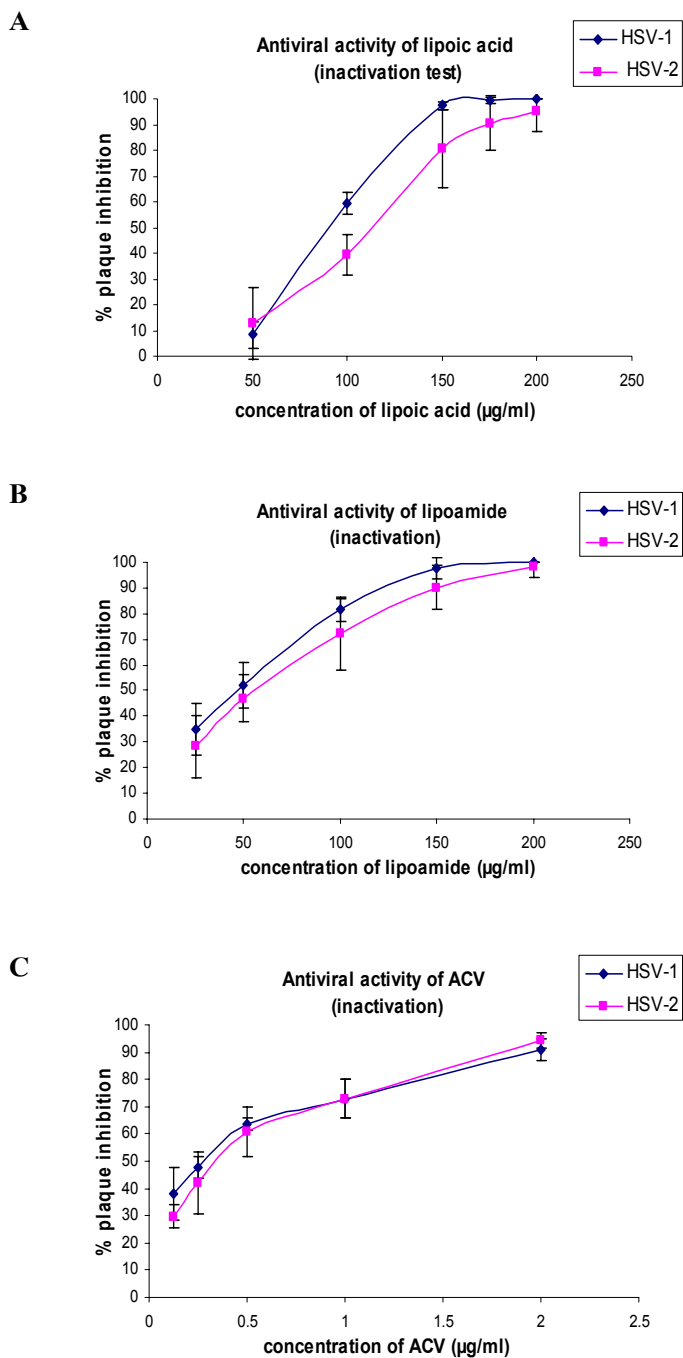 A
Antiviral activity of lipoic acid
(inactivation test)
HSV-1
HSV-2
100
90
80
70
60
50
40
30
20
10
0
% plaque inhibition
0 50 100 150 200 250
concentration of lipoic acid (µg/ml)
B
Antiviral activity of lipoamide
(inactivation)
HSV-1
HSV-2
100
90
80
70
60
50
40
30
20
10
0
% plaque inhibition
0 50 100 150 200 250
concentration of lipoamide (µg/ml)
C
Antiviral activity of ACV
(inactivation)
HSV-1
HSV-2
100
90
80
70
60
50
40
30
20
10
0
% plaque inhibition
0 0.5 1 1.5 2 2.5
concentration of ACV (µg/ml)